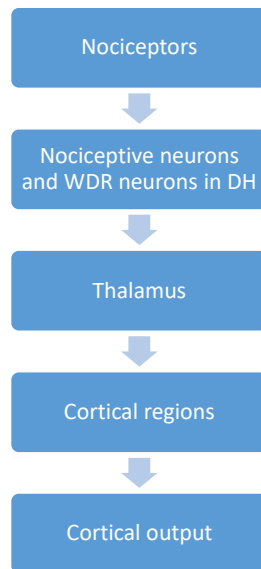 Nociceptors
Nociceptive neurons
and WDR neurons in DH
Thalamus
Cortical regions
Cortical output